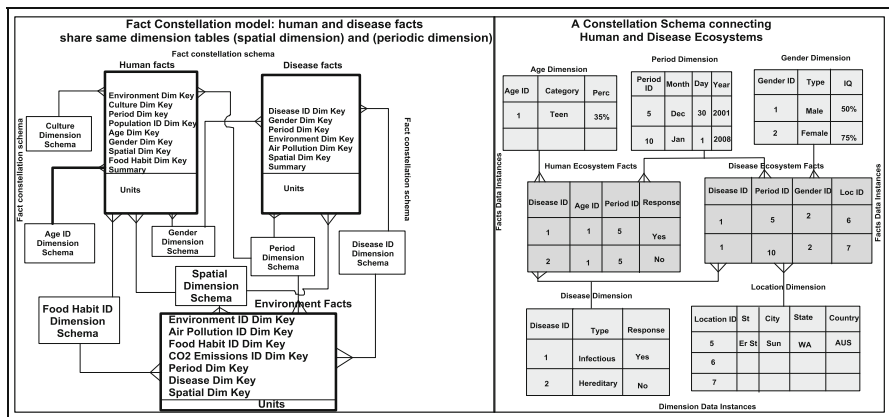 Fact Constellation model: human and disease facts
share same dimension tables (spatial dimension) and (periodic dimension)
Fact constellation schema
Human facts
Disease facts
Environment Dim Key
Culture Dim Key
Period Dim key
Population ID Dim Key
Age Dim Key
Gender Dim Key
Spatial Dim Key
Food Habit Dim Key
Summary
Units
Disease ID Dim Key
Gender Dim Key
Period Dim Key
Environment Dim Key
Air Pollution Dim Key
Spatial Dim Key
Summary
Units
Fact constellation schema
Fact constellation schema
Culture
Dimension
Schema
Age ID
Dimension
Schema
Gender
Dimension
Schema
Period
Dimension
Schema
Disease ID
Dimension
Schema
Spatial
Dimension
Schema
Food Habit ID
Dimension
Schema
Environment Facts
Environment ID Dim Key
Air Pollution ID Dim Key
Food Habit ID Dim Key
CO2 Emissions ID Dim Key
Period Dim Key
Disease Dim Key
Spatial Dim Key
Units
A Constellation Schema connecting
Human and Disease Ecosystems
Age Dimension
Age ID Category Perc
1 Teen 35%
Period Dimension
Period ID Month Day Year
5 Dec 30 2001
10 Jan 1 2008
Gender Dimension
Gender ID Type IQ
1 Male 50%
2 Female 75%
Facts Data Instances
Facts Data Instances
Human Ecosystem Facts
Disease ID Age ID Period ID Response
1 1 5 Yes
2 1 5 No
Disease Ecosystem Facts
Disease ID Period ID Gender ID Loc ID
1 5 2 6
1 10 2 7
Disease Dimension
Disease ID Type Response
1 Infectious Yes
2 Hereditary No
Location Dimension
Location ID St City State Country
5 Er St Sun WA AUS
6
7
Dimension Data Instances